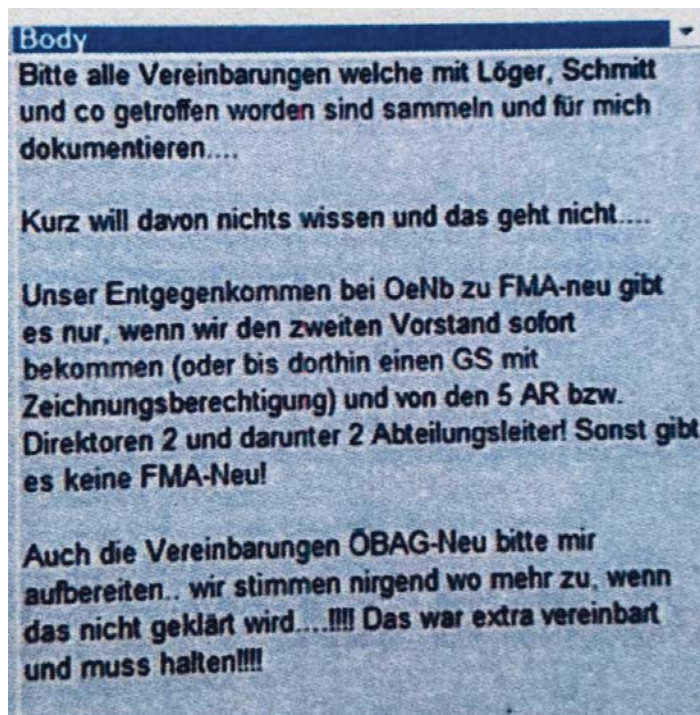 Body
Bitte alle Vereinbarungen welche mit Löger, Schmitt
und co getroffen worden sind sammeln und für mich
dokumentieren....
Kurz will davon nichts wissen und das geht nicht....
Unser Entgegenkommen bei OeNb zu FMA-neu gibt
es nur, wenn wir den zweiten Vorstand sofort
bekommen (oder bis dorthin einen GS mit
Zeichnungsberechtigung) und von den 5 AR bzw.
Direktoren 2 und darunter 2 Abteilungsleiter! Sonst gibt
es keine FMA-Neu!
Auch die Vereinbarungen ÖBAG-Neu bitte mir
aufbereiten.. wir stimmen nirgend wo mehr zu, wenn
das nicht geklärt wird....!!!! Das war extra vereinbart
und muss halten!!!!